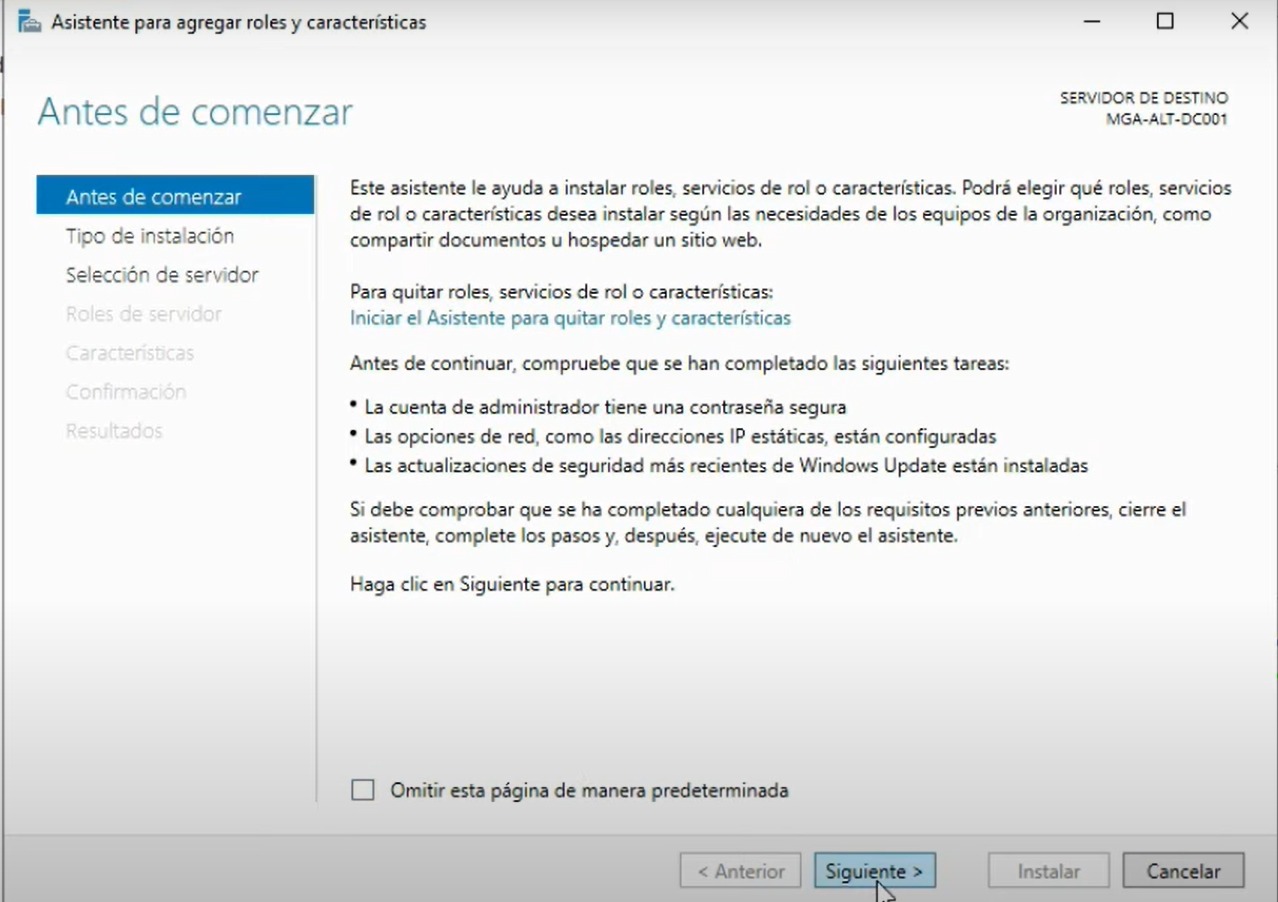 Asistente para agregar roles y características
Antes de comenzar
SERVIDOR DE DESTINO
MGA-ALT-DC001
Antes de comenzar
Tipo de instalación
Selección de servidor
Roles de servidor
Características
Confirmación
Resultados
Este asistente le ayuda a instalar roles, servicios de rol o características. Podrá elegir qué roles, servicios
de rol o características desea instalar según las necesidades de los equipos de la organización, como
compartir documentos u hospedar un sitio web.
Para quitar roles, servicios de rol o características:
Iniciar el Asistente para quitar roles y características
Antes de continuar, compruebe que se han completado las siguientes tareas:
• La cuenta de administrador tiene una contraseña segura
• Las opciones de red, como las direcciones IP estáticas, están configuradas
• Las actualizaciones de seguridad más recientes de Windows Update están instaladas
Si debe comprobar que se ha completado cualquiera de los requisitos previos anteriores, cierre el
asistente, complete los pasos y, después, ejecute de nuevo el asistente.
Haga clic en Siguiente para continuar.
Omitir esta página de manera predeterminada
< Anterior
Siguiente >
Instalar
Cancelar